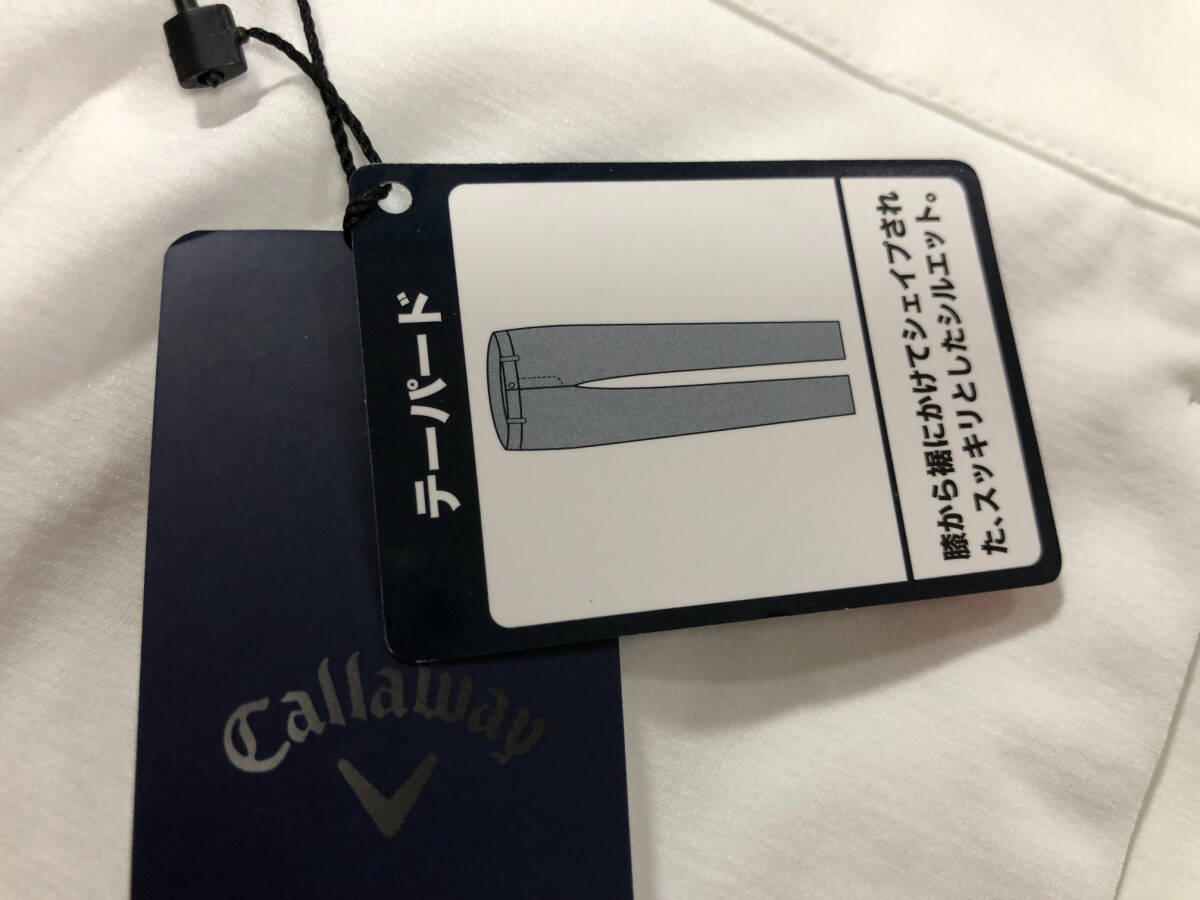 テーパード
膝から裾にかけてシェイプされ
た、スッキリとしたシルエット。
Callaway